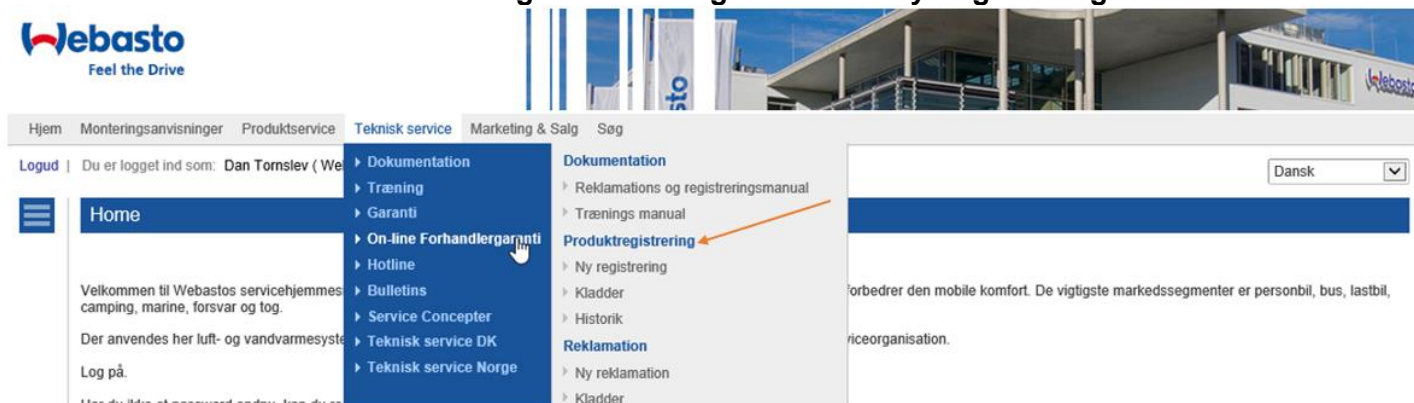 Webasto
Feel the Drive
Webasto
Hjem Monteringsanvisninger Produktservice Teknisk service Marketing & Salg Søg
Logud | Du er logget ind som: Dan Tornslev ( We
Dansk
Home
Dokumentation
Træning
Garanti
On-line Forhandlergaranti
Hotline
Bulletins
Service Concepter
Teknisk service DK
Teknisk service Norge
Dokumentation
Reklamations og registreringsmanual
Trænings manual
Produktregistrering
Ny registrering
Kladder
Historik
Reklamation
Ny reklamation
Kladder
Velkommen til Webastos servicehjemmes forbedrer den mobile komfort. De vigtigste markedssegmenter er personbil, bus, lastbil,
camping, marine, forsvar og tog.
Der anvendes her luft- og vandvarmesyste viceorganisation.
Log på.